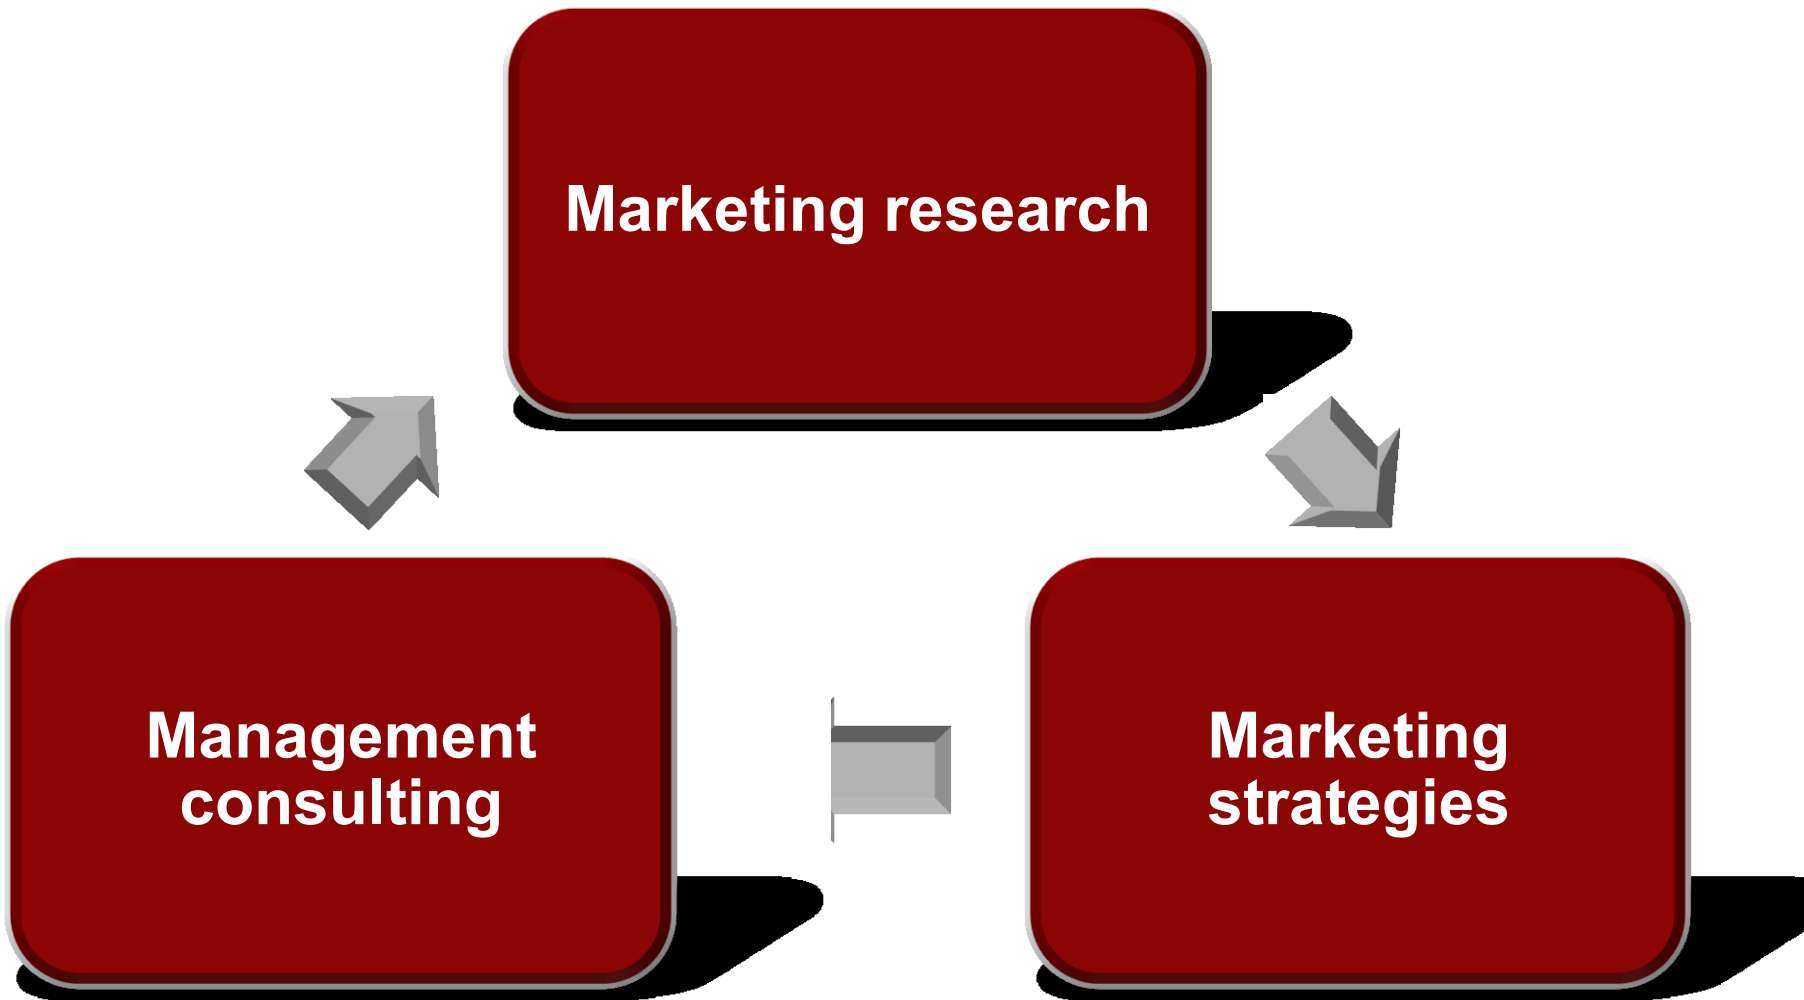 Marketing research
Management
consulting
Marketing
strategies